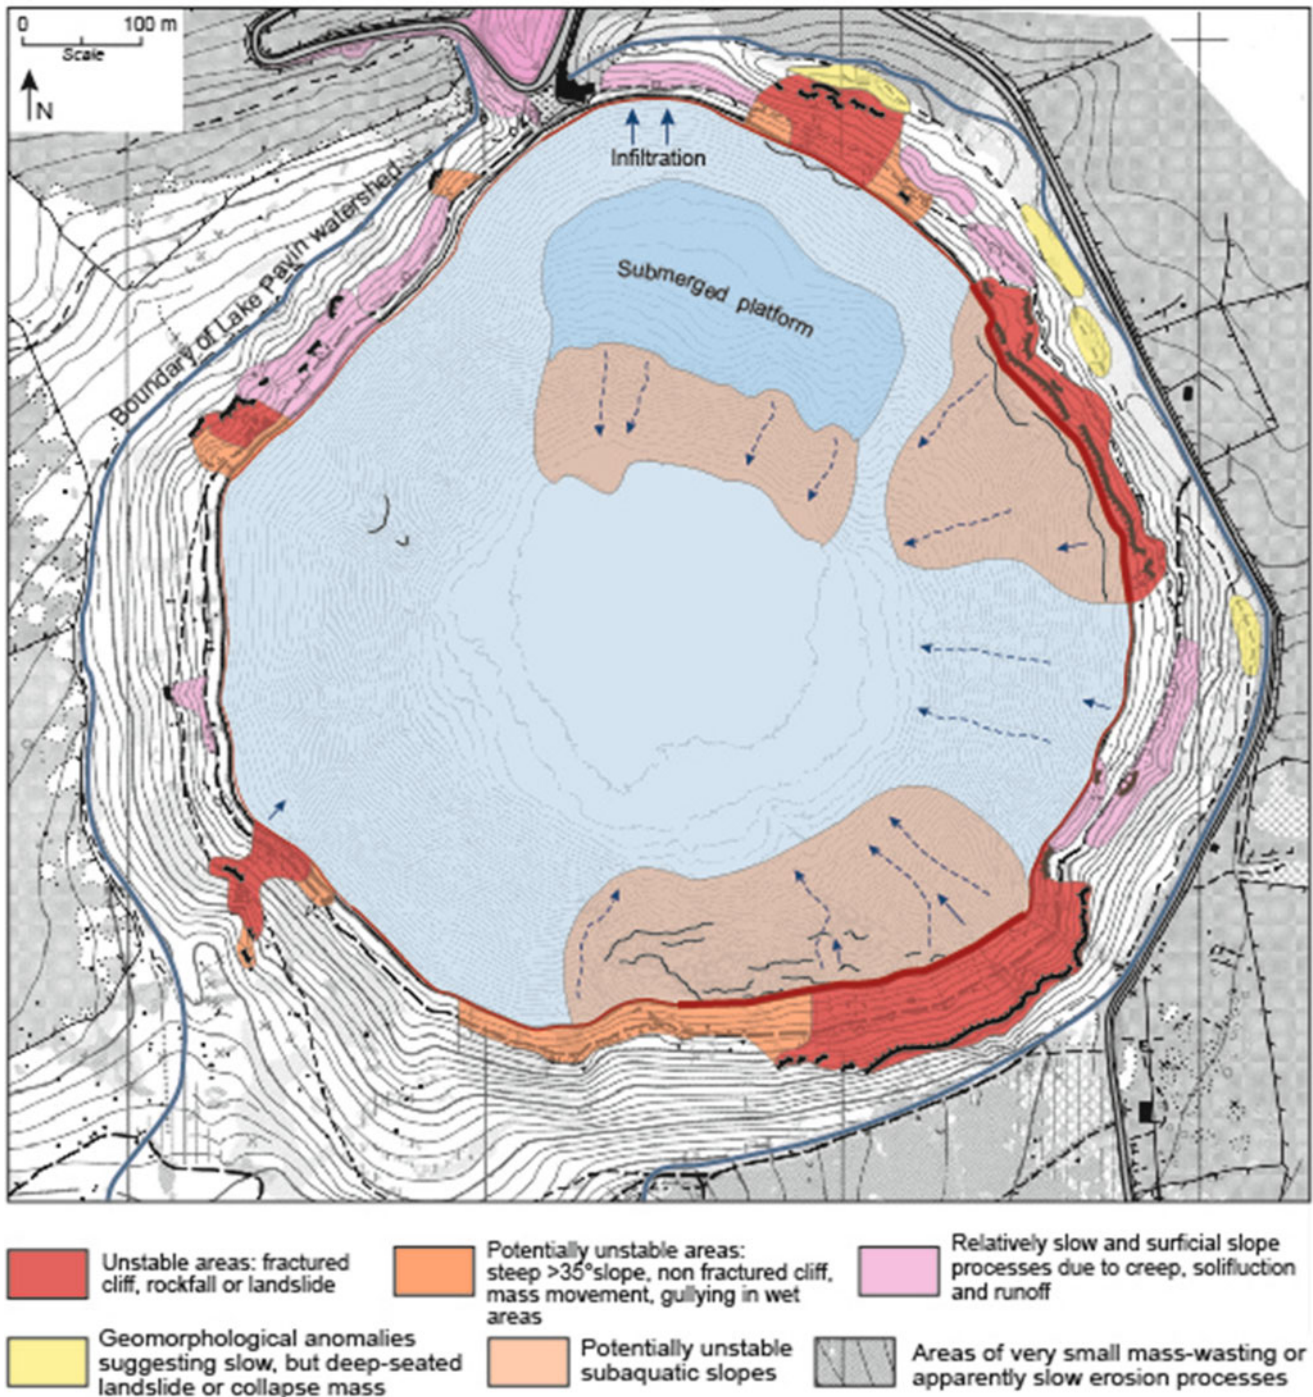 0 100 m
Scale
N
Infiltration
Boundary of Lake Pavin watershed
Submerged platform
Unstable areas: fractured
cliff, rockfall or landslide
Potentially unstable areas:
steep >35°slope, non fractured cliff,
mass movement, gullying in wet
areas
Relatively slow and surficial slope
processes due to creep, solifluction
and runoff
Geomorphological anomalies
suggesting slow, but deep-seated
landslide or collapse mass
Potentially unstable
subaquatic slopes
Areas of very small mass-wasting or
apparently slow erosion processes